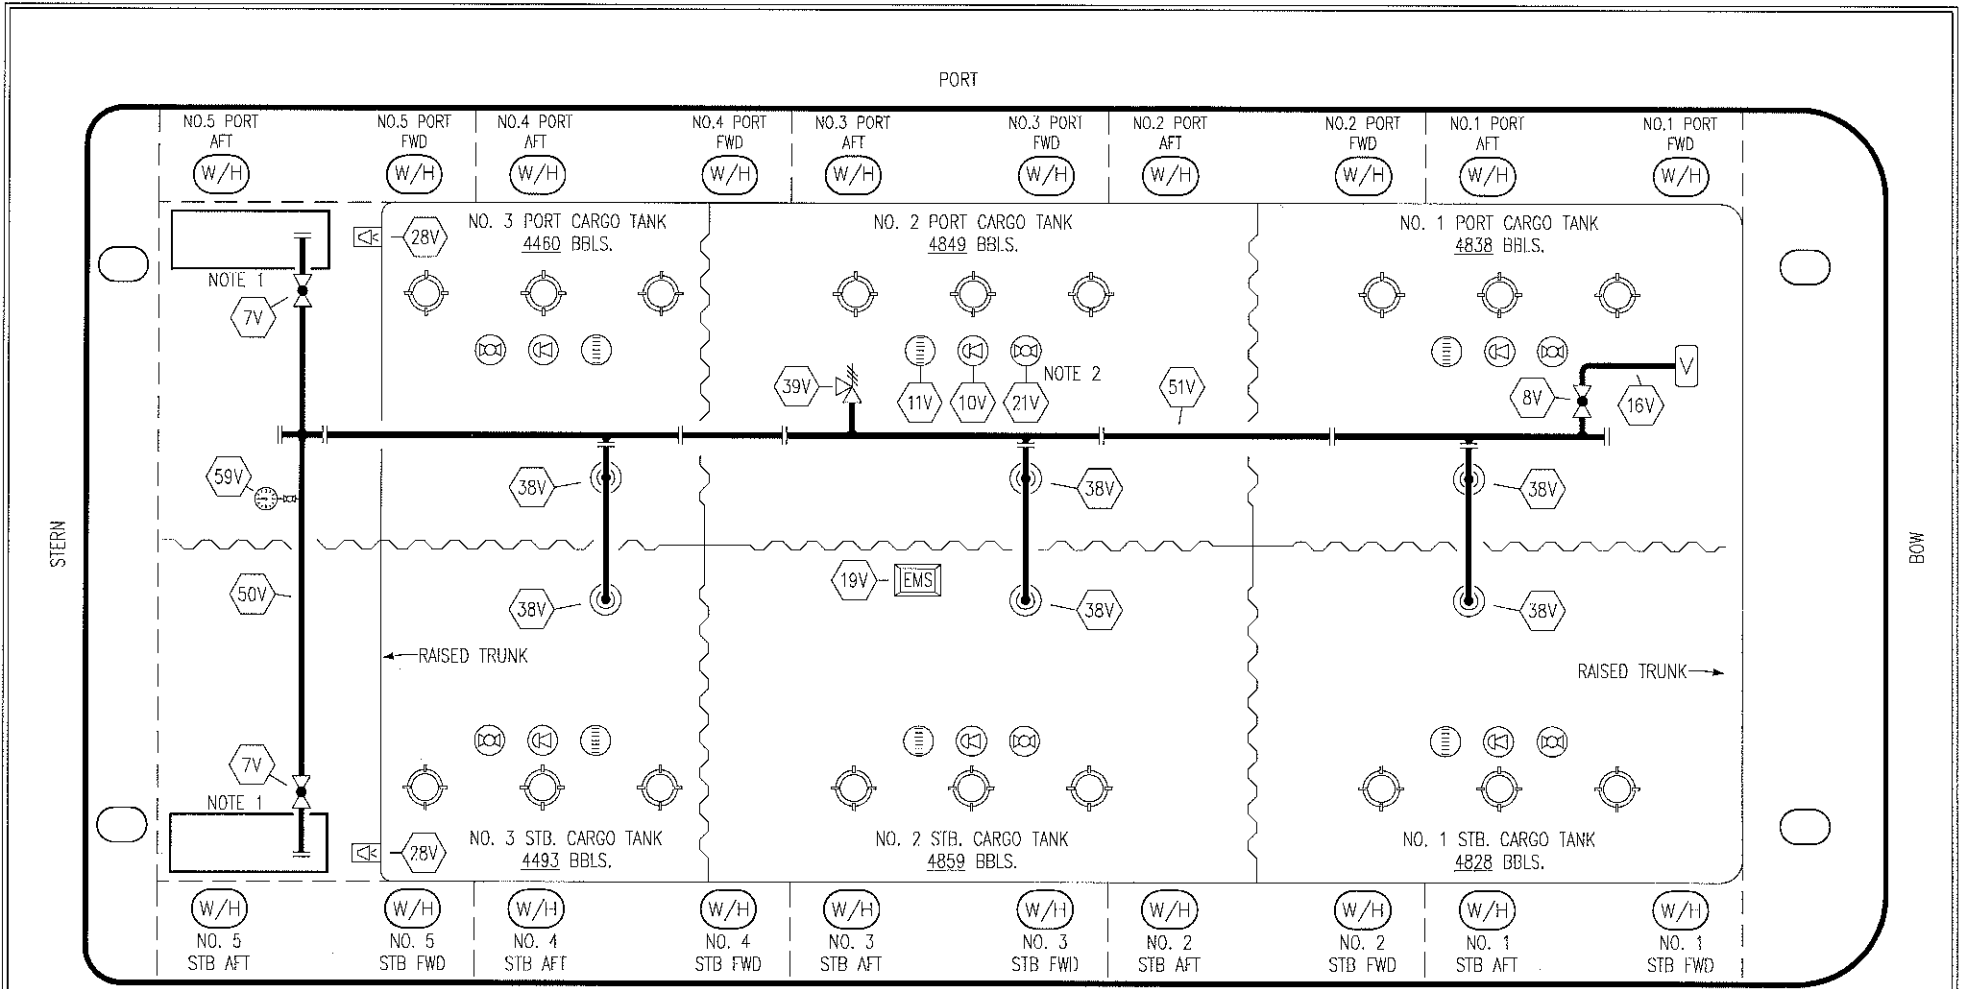 PORT
NO.5 PORT AFT
NO.5 PORT FWD
NO.4 PORT AFT
NO.4 PORT FWD
NO.3 PORT AFT
NO.3 PORT FWD
NO.2 PORT AFT
NO.2 PORT FWD
NO.1 PORT AFT
NO.1 PORT FWD
W/H
W/H
W/H
W/H
W/H
W/H
W/H
W/H
W/H
W/H
NO. 3 PORT CARGO TANK
4460 BBLS.
NO. 2 PORT CARGO TANK
4849 BBLS.
NO. 1 PORT CARGO TANK
4838 BBLS.
28V
NOTE 1
7V
39V
11V
10V
21V
NOTE 2
51V
8V
16V
V
59V
38V
38V
38V
STERN
BOW
50V
38V
19V
EMS
38V
38V
RAISED TRUNK
RAISED TRUNK
7V
NOTE 1
28V
NO. 3 STB. CARGO TANK
4493 BBLS.
NO. 2 STB. CARGO TANK
4859 BBLS.
NO. 1 STB. CARGO TANK
4828 BBLS.
W/H
W/H
W/H
W/H
W/H
W/H
W/H
W/H
W/H
W/H
NO. 5 STB AFT
NO. 5 STB FWD
NO. 4 STB AFT
NO. 4 STB FWD
NO. 3 STB AFT
NO. 3 STB FWD
NO. 2 STB AFT
NO. 2 STB FWD
NO. 1 STB AFT
NO. 1 STB FWD